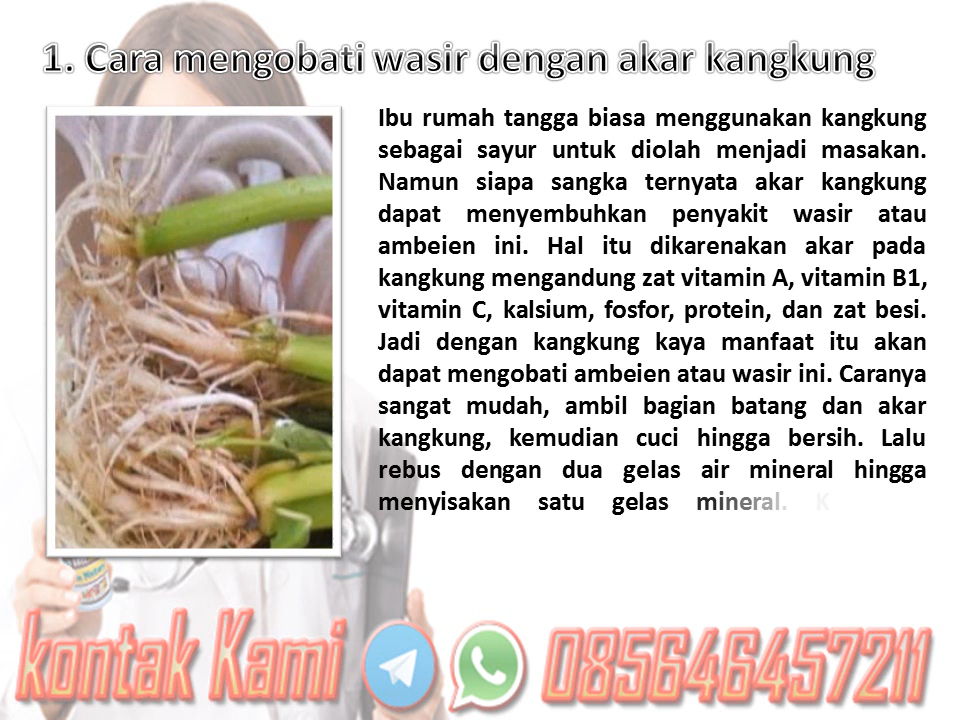 1. Cara mengobati wasir dengan akar kangkung
Ibu rumah tangga biasa menggunakan kangkung
sebagai sayur untuk diolah menjadi masakan.
Namun siapa sangka ternyata akar kangkung
dapat menyembuhkan penyakit wasir atau
ambeien ini. Hal itu dikarenakan akar pada
kangkung mengandung zat vitamin A, vitamin B1,
vitamin C, kalsium, fosfor, protein, dan zat besi.
Jadi dengan kangkung kaya manfaat itu akan
dapat mengobati ambeien atau wasir ini. Caranya
sangat mudah, ambil bagian batang dan akar
kangkung, kemudian cuci hingga bersih. Lalu
rebus dengan dua gelas air mineral hingga
menyisakan satu gelas mineral. K
kontak Kami 085646457211